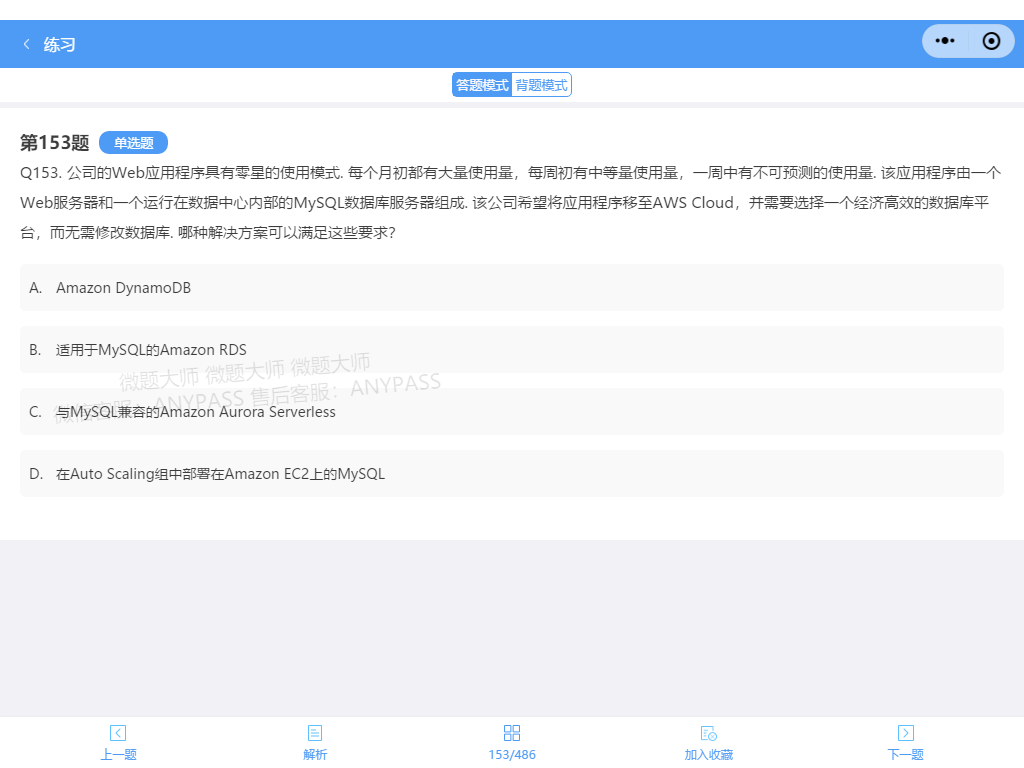 练习
答题模式 背题模式
第153题 单选题
Q153. 公司的Web应用程序具有零星的使用模式. 每个月初都有大量使用量，每周初有中等量使用量，一周中有不可预测的使用量. 该应用程序由一个
Web服务器和一个运行在数据中心内部的MySQL数据库服务器组成. 该公司希望将应用程序移至AWS Cloud，并需要选择一个经济高效的数据库平
台，而无需修改数据库. 哪种解决方案可以满足这些要求?
A. Amazon DynamoDB
B. 适用于MySQL的Amazon RDS
微题大师 微题大师 微题大师
微信客服：ANYPASS 售后客服：ANYPASS
C. 与MySQL兼容的Amazon Aurora Serverless
D. 在Auto Scaling组中部署在Amazon EC2上的MySQL
上一题 解析 153/486 加入收藏 下一题